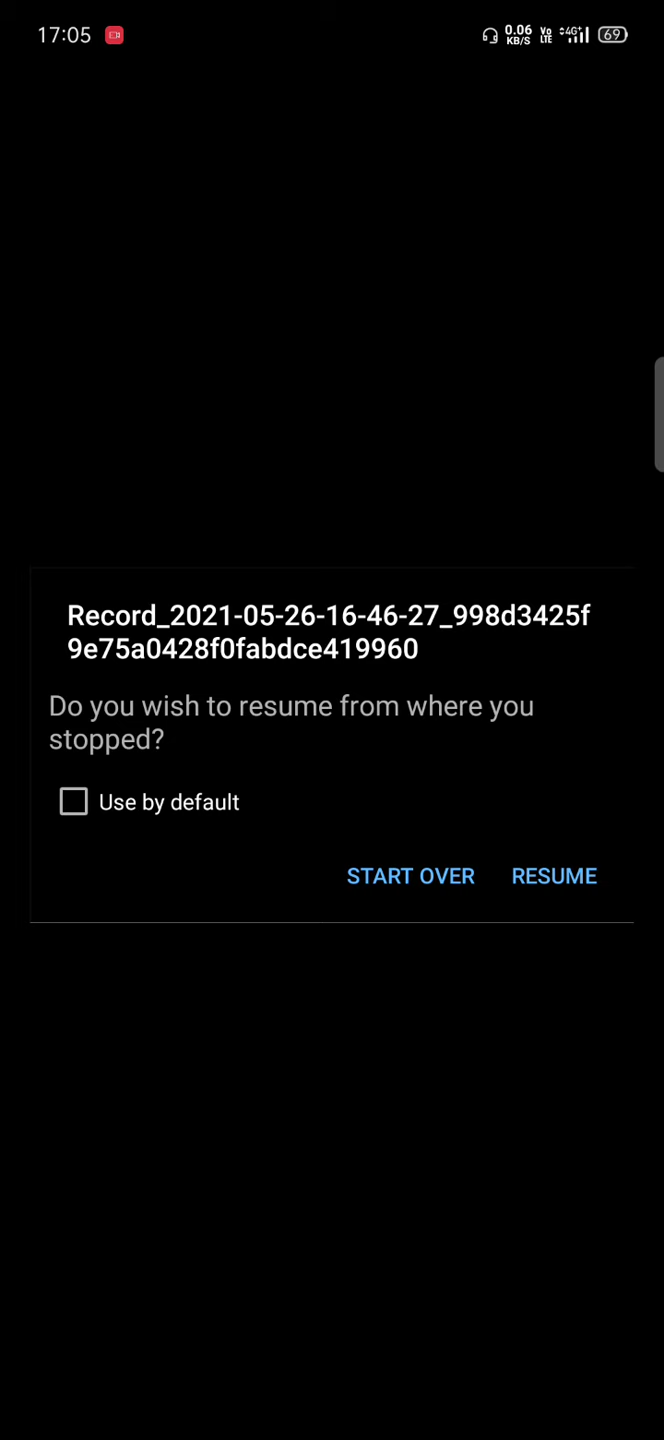 17:05 0.06 KB/S Vo LTE 4G+ 69
Record_2021-05-26-16-46-27_998d3425f
9e75a0428f0fabdce419960
Do you wish to resume from where you
stopped?
Use by default
START OVER RESUME